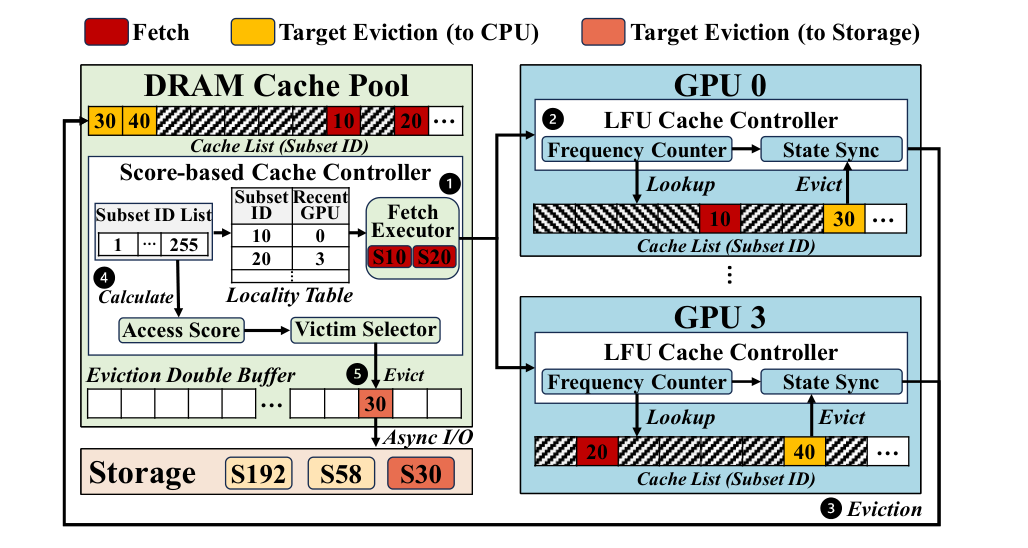 Fetch
Target Eviction (to CPU)
Target Eviction (to Storage)
DRAM Cache Pool
30 40 10 20 ...
Cache List (Subset ID)
Score-based Cache Controller
1
Subset ID List
1 ... 255
Subset ID
Recent GPU
10 0
20 3
⋮
Locality Table
Fetch
Executor
S10 S20
4
Calculate
Access Score
Victim Selector
Eviction Double Buffer
5
Evict
... 30
Async I/O
Storage
S192 S58 S30
GPU 0
2
LFU Cache Controller
Frequency Counter
State Sync
Lookup
Evict
10 30 ...
Cache List (Subset ID)
⋮
GPU 3
LFU Cache Controller
Frequency Counter
State Sync
Lookup
Evict
20 40 ...
Cache List (Subset ID)
3 Eviction